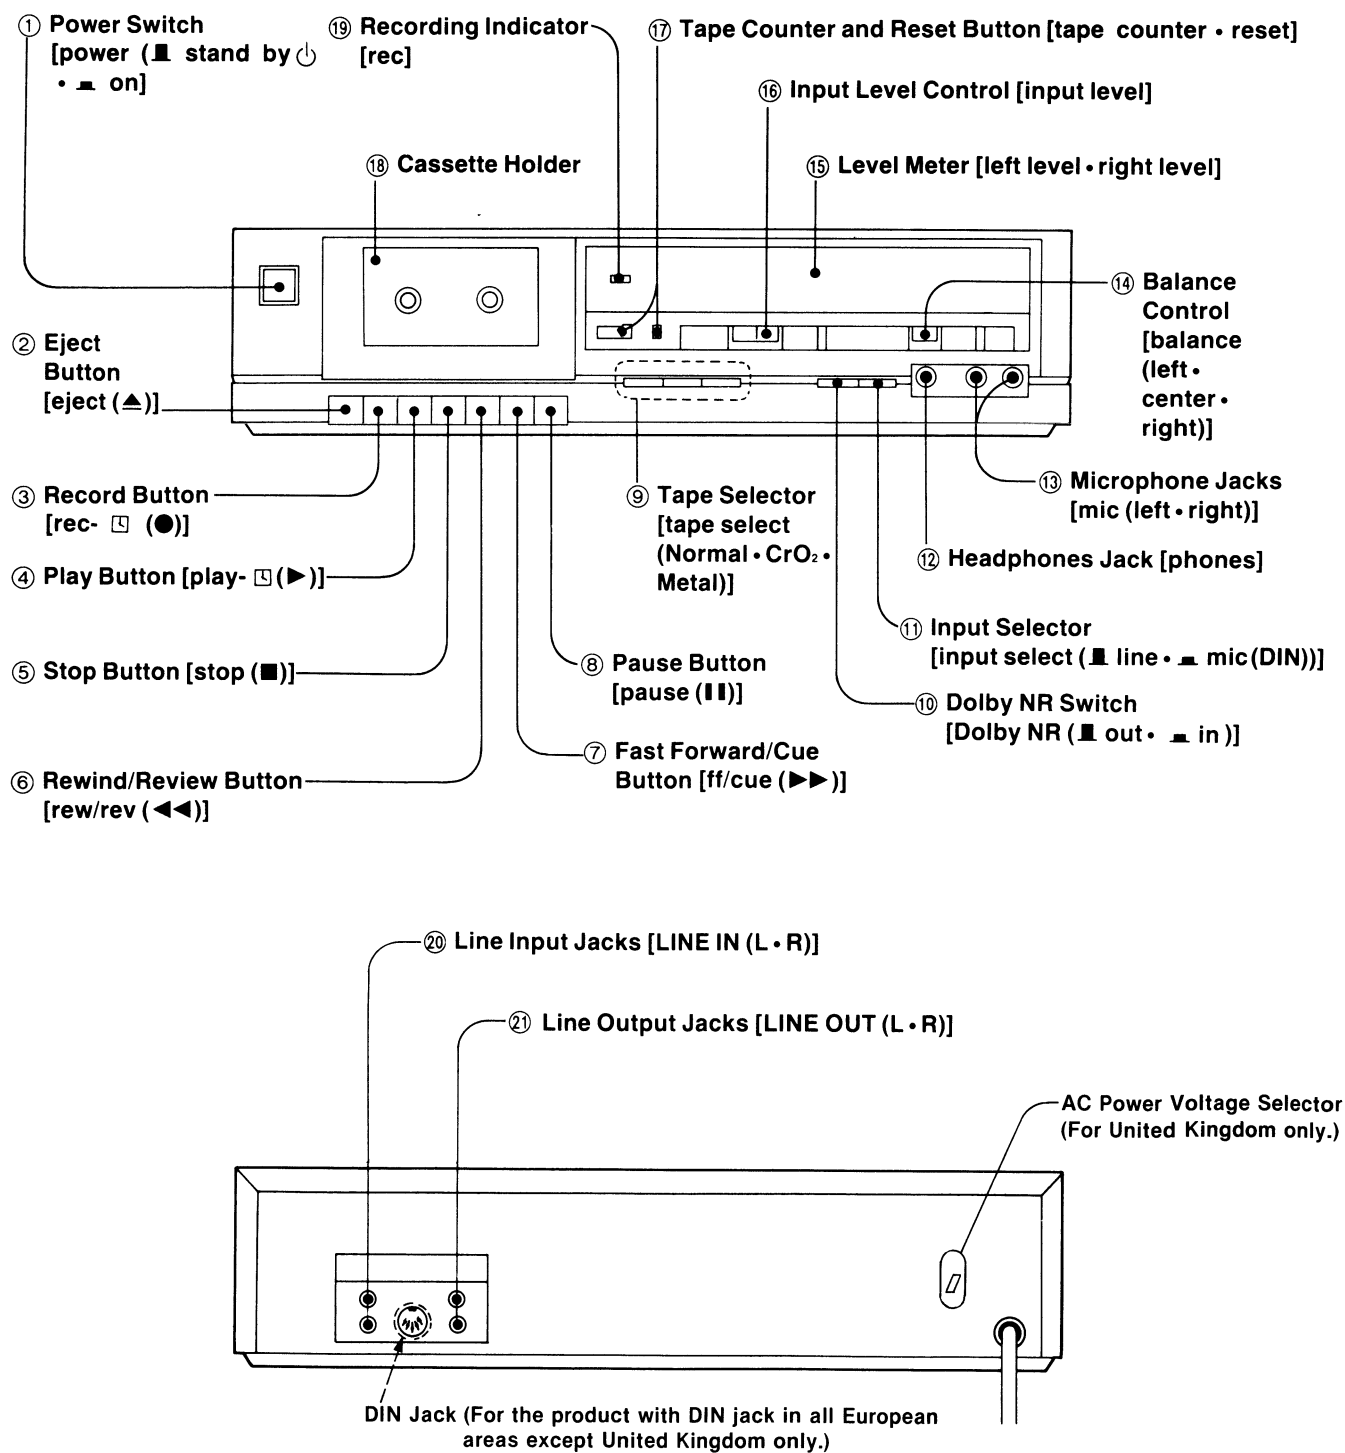 ① Power Switch
[power (▟ stand by ⏻
• ▂ on]
⑲ Recording Indicator
[rec]
⑰ Tape Counter and Reset Button [tape counter • reset]
⑯ Input Level Control [input level]
⑱ Cassette Holder
⑮ Level Meter [left level • right level]
⑭ Balance
Control
[balance
(left •
center •
right)]
② Eject
Button
[eject (⏏)]
③ Record Button
[rec- (●)]
④ Play Button [play- (▶)]
⑤ Stop Button [stop (■)]
⑥ Rewind/Review Button
[rew/rev (◀◀)]
⑦ Fast Forward/Cue
Button [ff/cue (▶▶)]
⑧ Pause Button
[pause (❚❚)]
⑨ Tape Selector
[tape select
(Normal • CrO₂ •
Metal)]
⑬ Microphone Jacks
[mic (left • right)]
⑫ Headphones Jack [phones]
⑪ Input Selector
[input select (▟ line • ▂ mic (DIN))]
⑩ Dolby NR Switch
[Dolby NR (▟ out • ▂ in)]
⑳ Line Input Jacks [LINE IN (L • R)]
㉑ Line Output Jacks [LINE OUT (L • R)]
AC Power Voltage Selector
(For United Kingdom only.)
DIN Jack (For the product with DIN jack in all European
areas except United Kingdom only.)